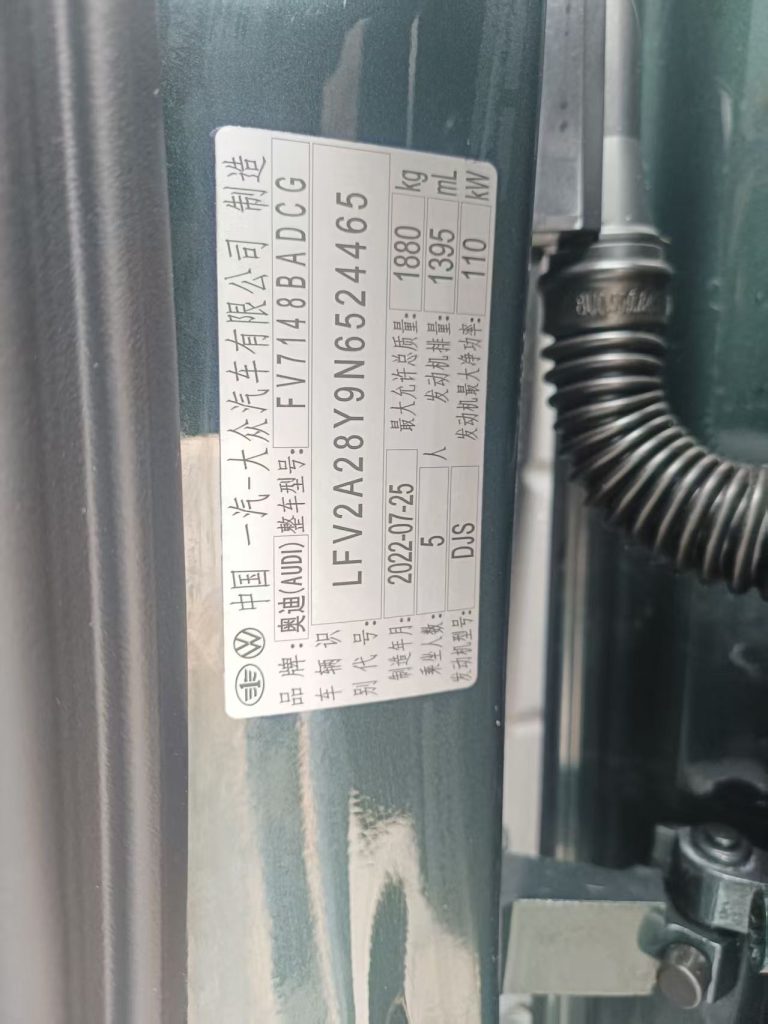 中国 一汽-大众汽车有限公司 制造
品牌: 奥迪(AUDI) 整车型号: FV7148BADCG
车辆识别代号: LFV2A28Y9N6524465
制造年月: 2022-07-25 最大允许总质量: 1880 kg
乘坐人数: 5 人 发动机排量: 1395 mL
发动机型号: DJS 发动机最大净功率: 110 kW